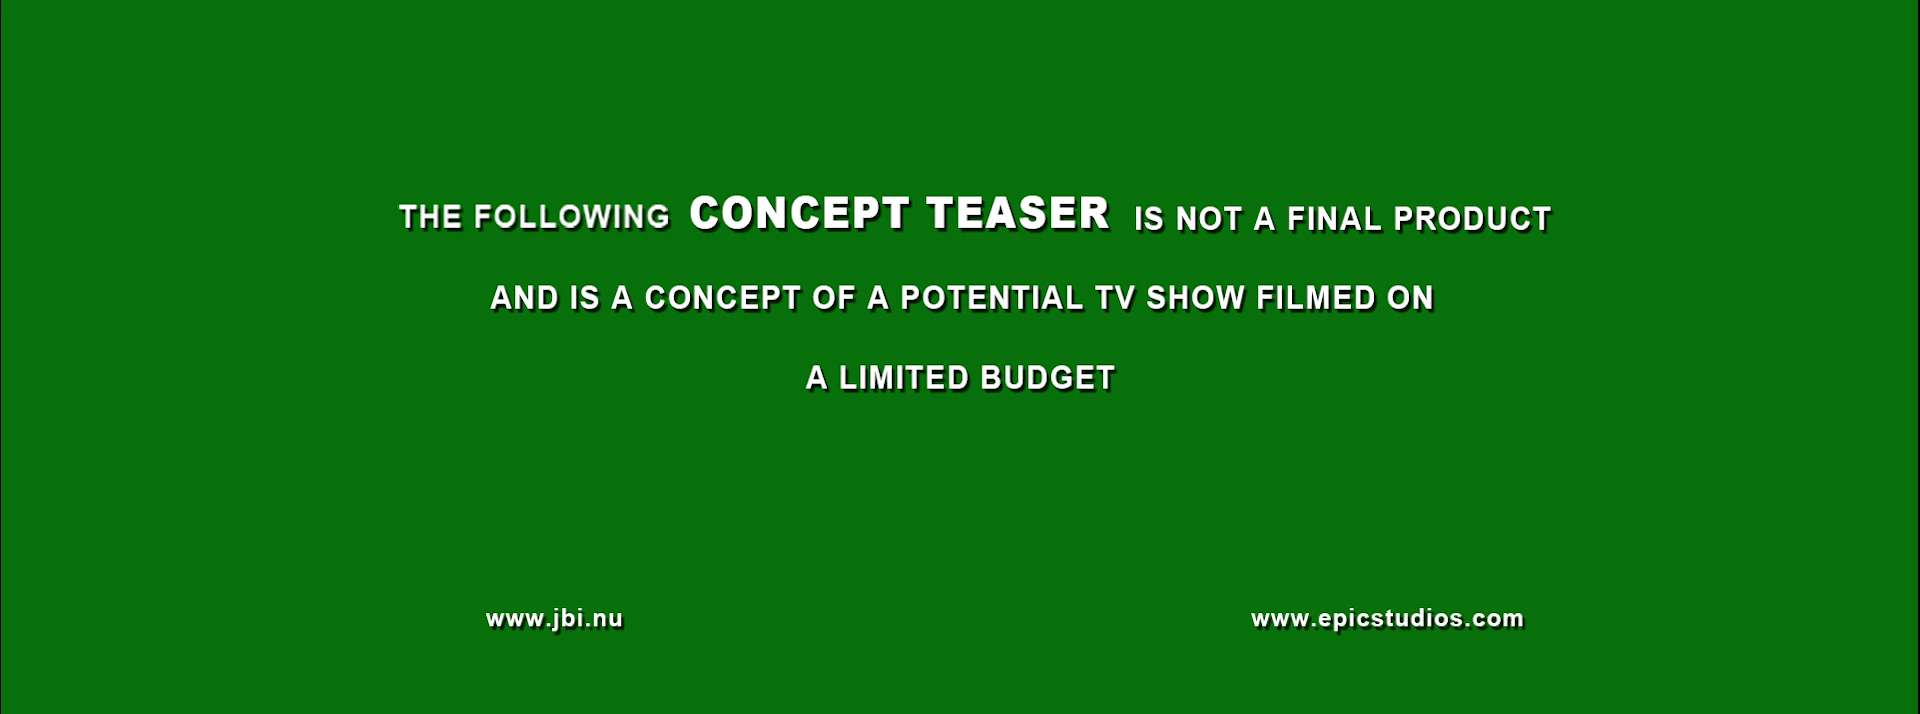 THE FOLLOWING CONCEPT TEASER IS NOT A FINAL PRODUCT
AND IS A CONCEPT OF A POTENTIAL TV SHOW FILMED ON
A LIMITED BUDGET
www.jbi.nu
www.epicstudios.com